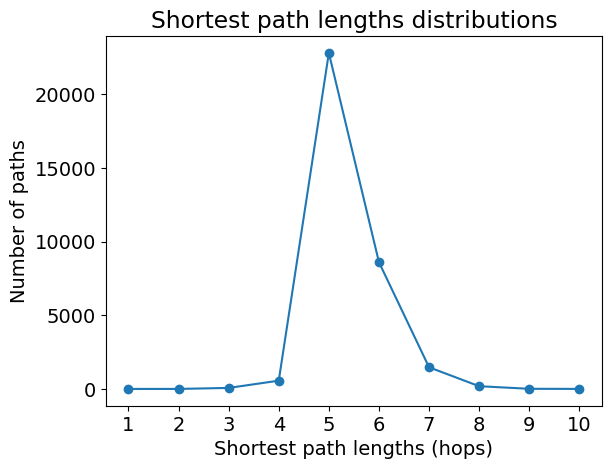 Shortest path lengths distributions
Number of paths
20000
15000
10000
5000
0
1 2 3 4 5 6 7 8 9 10
Shortest path lengths (hops)